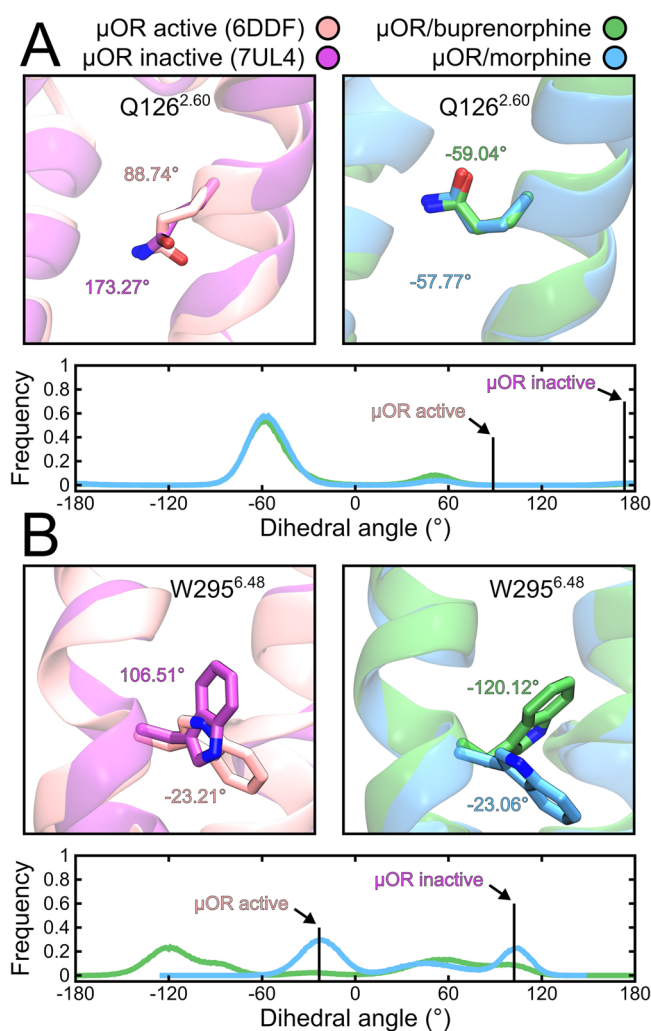 A
µOR active (6DDF)
µOR/buprenorphine
µOR inactive (7UL4)
µOR/morphine
Q126^2.60
Q126^2.60
88.74°
-59.04°
173.27°
-57.77°
1
0.8
0.6
0.4
0.2
0
Frequency
µOR inactive
µOR active
-180 -120 -60 0 60 120 180
Dihedral angle (°)
B
W295^6.48
W295^6.48
106.51°
-120.12°
-23.21°
-23.06°
1
0.8
0.6
0.4
0.2
0
Frequency
µOR active
µOR inactive
-180 -120 -60 0 60 120 180
Dihedral angle (°)